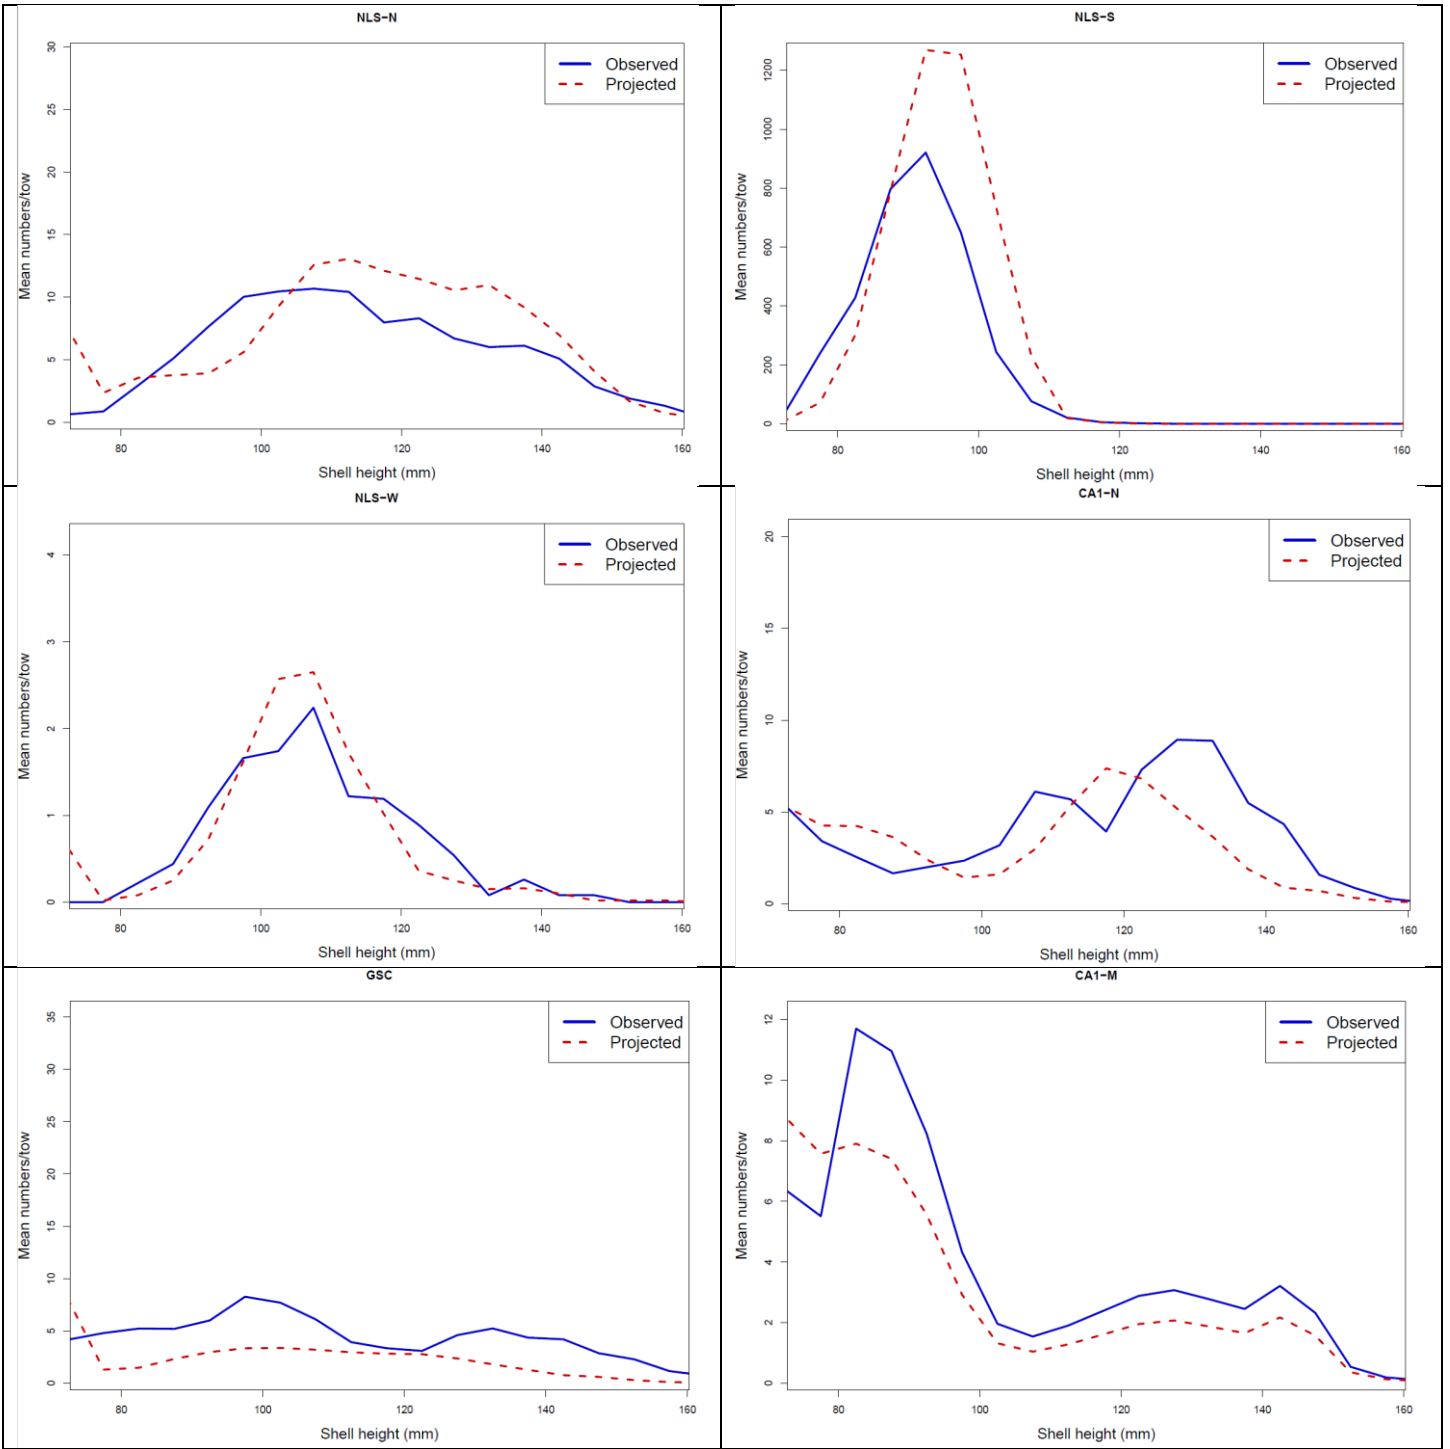 NLS-N
30
25
20
15
10
5
0
Mean numbers/tow
Observed
Projected
80 100 120 140 160
Shell height (mm)
NLS-S
1200
1000
800
600
400
200
0
Mean numbers/tow
Observed
Projected
80 100 120 140 160
Shell height (mm)
NLS-W
4
3
2
1
0
Mean numbers/tow
Observed
Projected
80 100 120 140 160
Shell height (mm)
CA1-N
20
15
10
5
0
Mean numbers/tow
Observed
Projected
80 100 120 140 160
Shell height (mm)
GSC
35
30
25
20
15
10
5
0
Mean numbers/tow
Observed
Projected
80 100 120 140 160
Shell height (mm)
CA1-M
12
10
8
6
4
2
0
Mean numbers/tow
Observed
Projected
80 100 120 140 160
Shell height (mm)